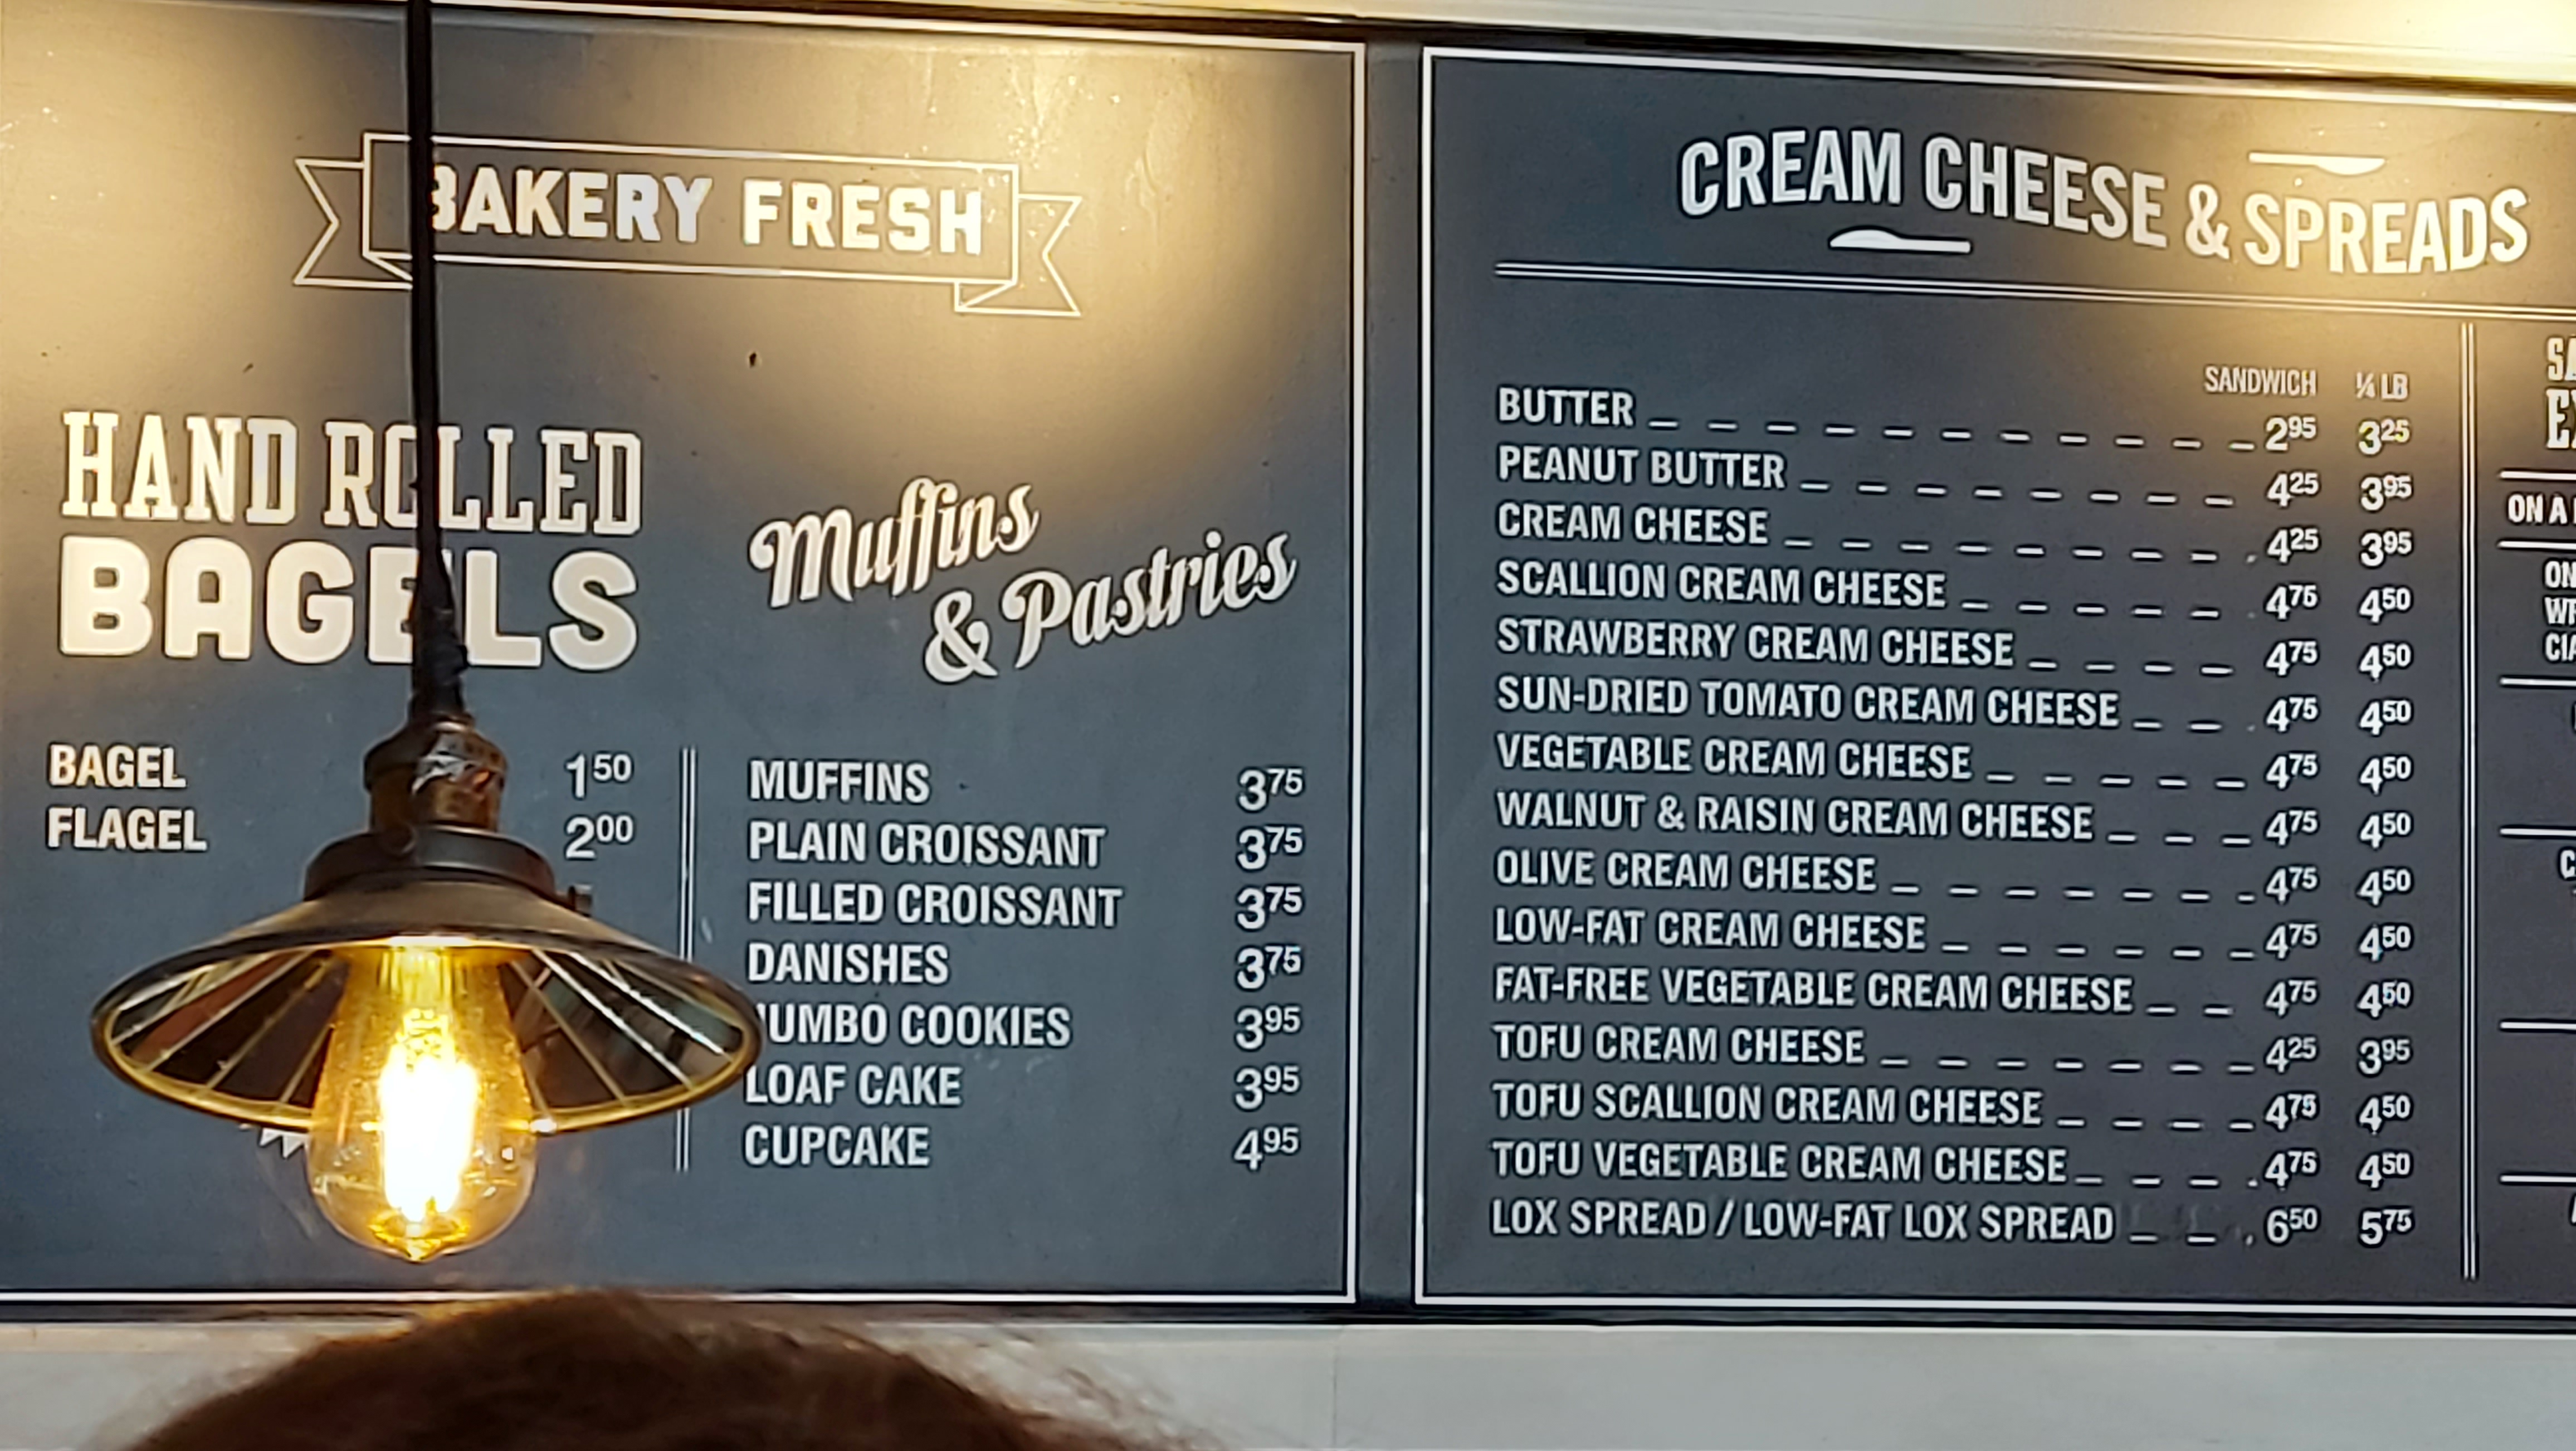 BAKERY FRESH
HAND ROLLED
BAGELS
BAGEL 1 50
FLAGEL 2 00
Muffins
& Pastries
MUFFINS 3 75
PLAIN CROISSANT 3 75
FILLED CROISSANT 3 75
DANISHES 3 75
JUMBO COOKIES 3 95
LOAF CAKE 3 95
CUPCAKE 4 95
CREAM CHEESE & SPREADS
SANDWICH ¼ LB
BUTTER 2 95 3 25
PEANUT BUTTER 4 25 3 95
CREAM CHEESE 4 25 3 95
SCALLION CREAM CHEESE 4 75 4 50
STRAWBERRY CREAM CHEESE 4 75 4 50
SUN-DRIED TOMATO CREAM CHEESE 4 75 4 50
VEGETABLE CREAM CHEESE 4 75 4 50
WALNUT & RAISIN CREAM CHEESE 4 75 4 50
OLIVE CREAM CHEESE 4 75 4 50
LOW-FAT CREAM CHEESE 4 75 4 50
FAT-FREE VEGETABLE CREAM CHEESE 4 75 4 50
TOFU CREAM CHEESE 4 25 3 95
TOFU SCALLION CREAM CHEESE 4 75 4 50
TOFU VEGETABLE CREAM CHEESE 4 75 4 50
LOX SPREAD / LOW-FAT LOX SPREAD 6 50 5 75
ON A